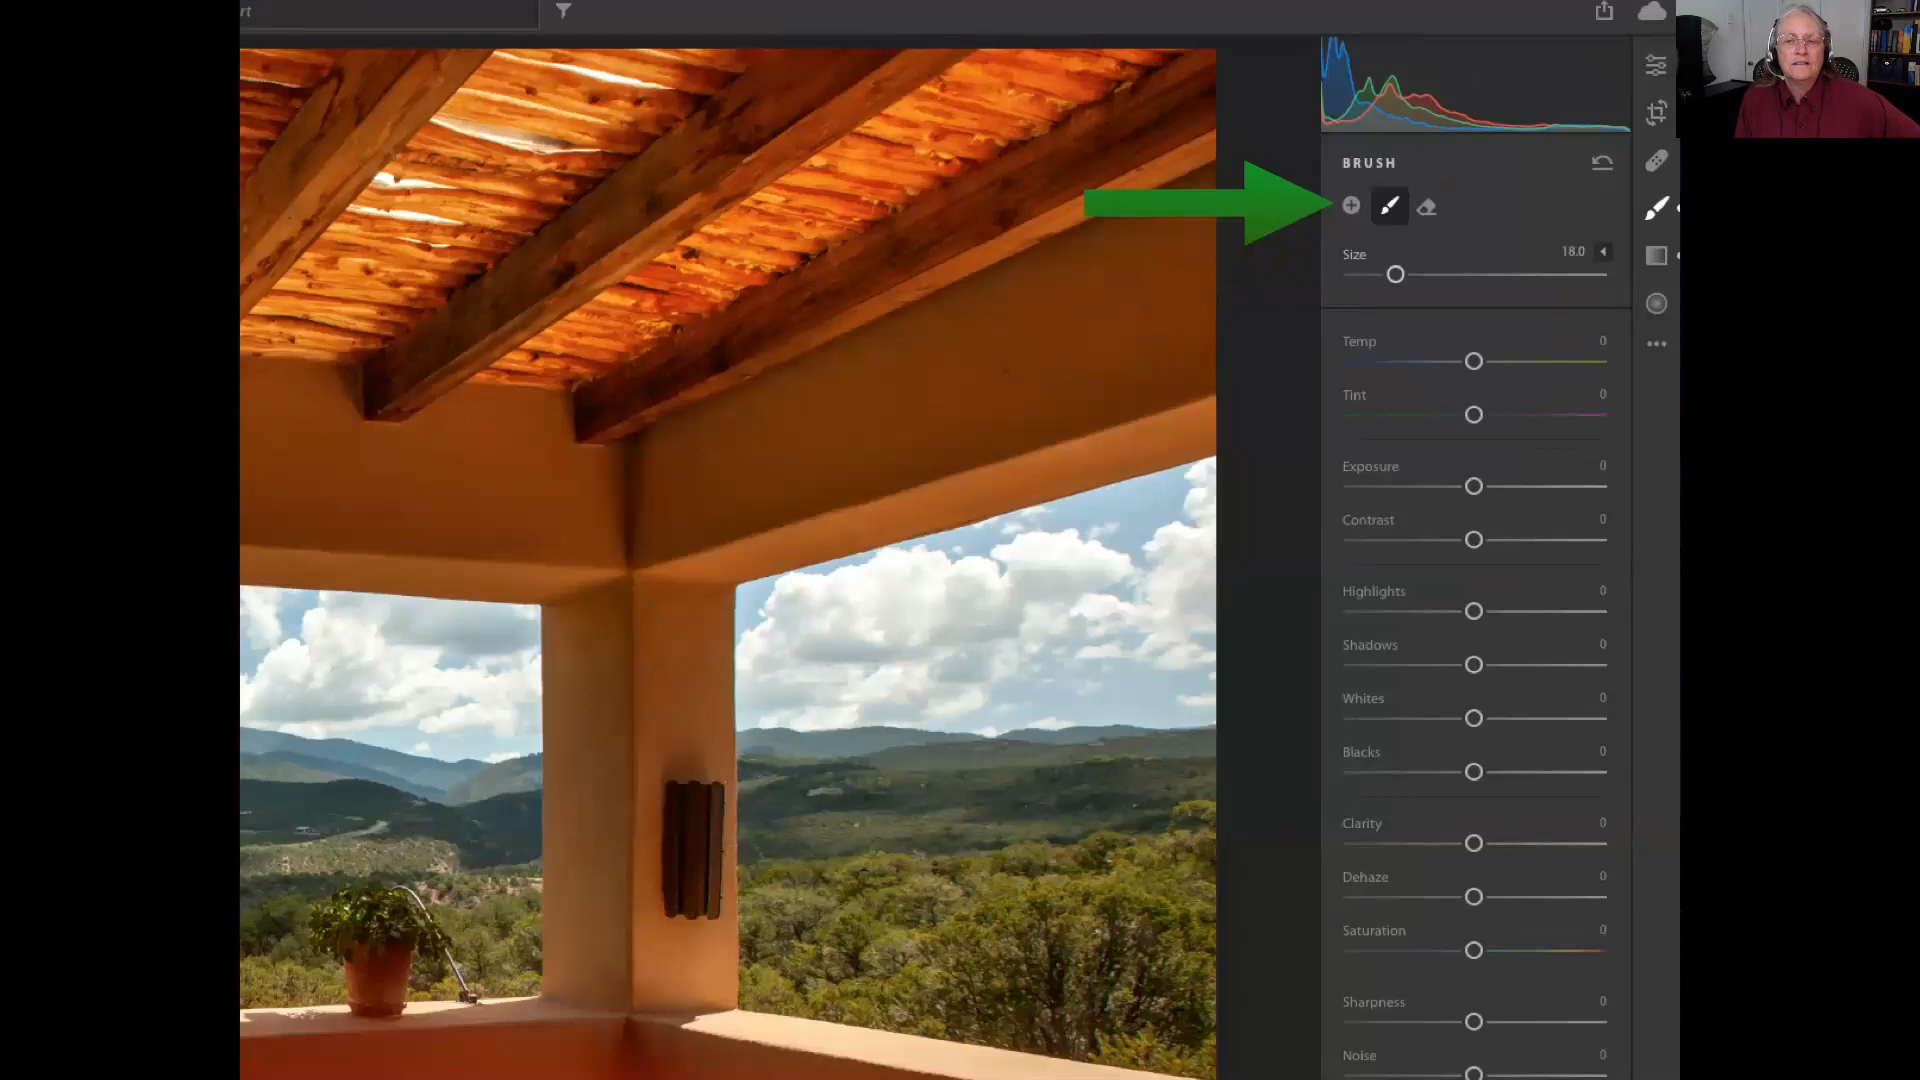 rt
BRUSH
Size 18.0
Temp 0
Tint 0
Exposure 0
Contrast 0
Highlights 0
Shadows 0
Whites 0
Blacks 0
Clarity 0
Dehaze 0
Saturation 0
Sharpness 0
Noise 0